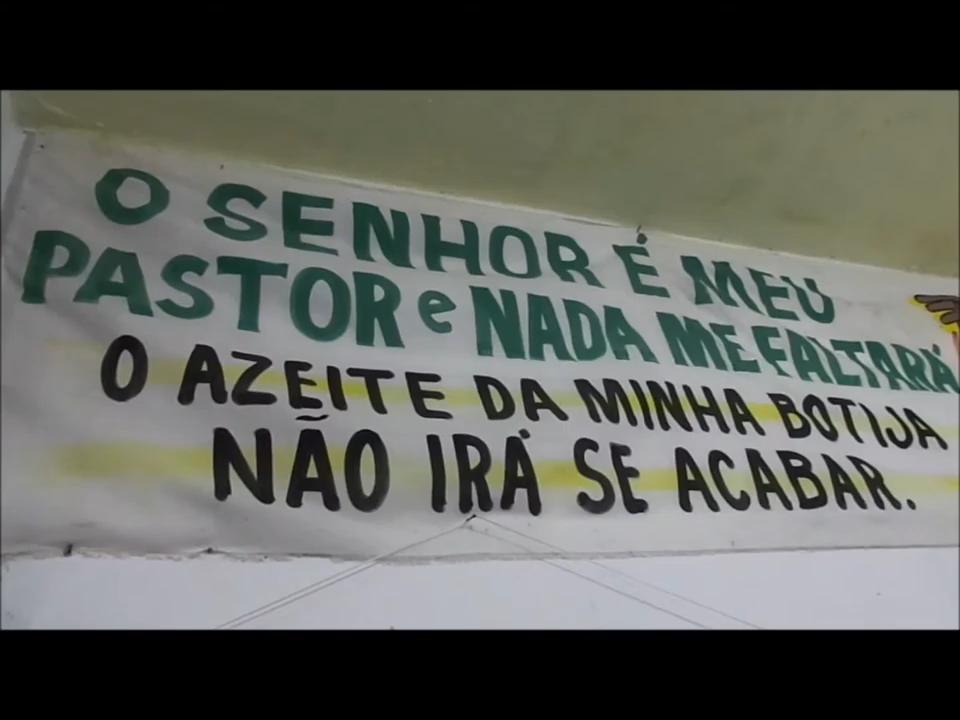 O SENHOR É MEU
PASTOR e NADA ME FALTARÁ
O AZEITE DA MINHA BOTIJA
NÃO IRÁ SE ACABAR.